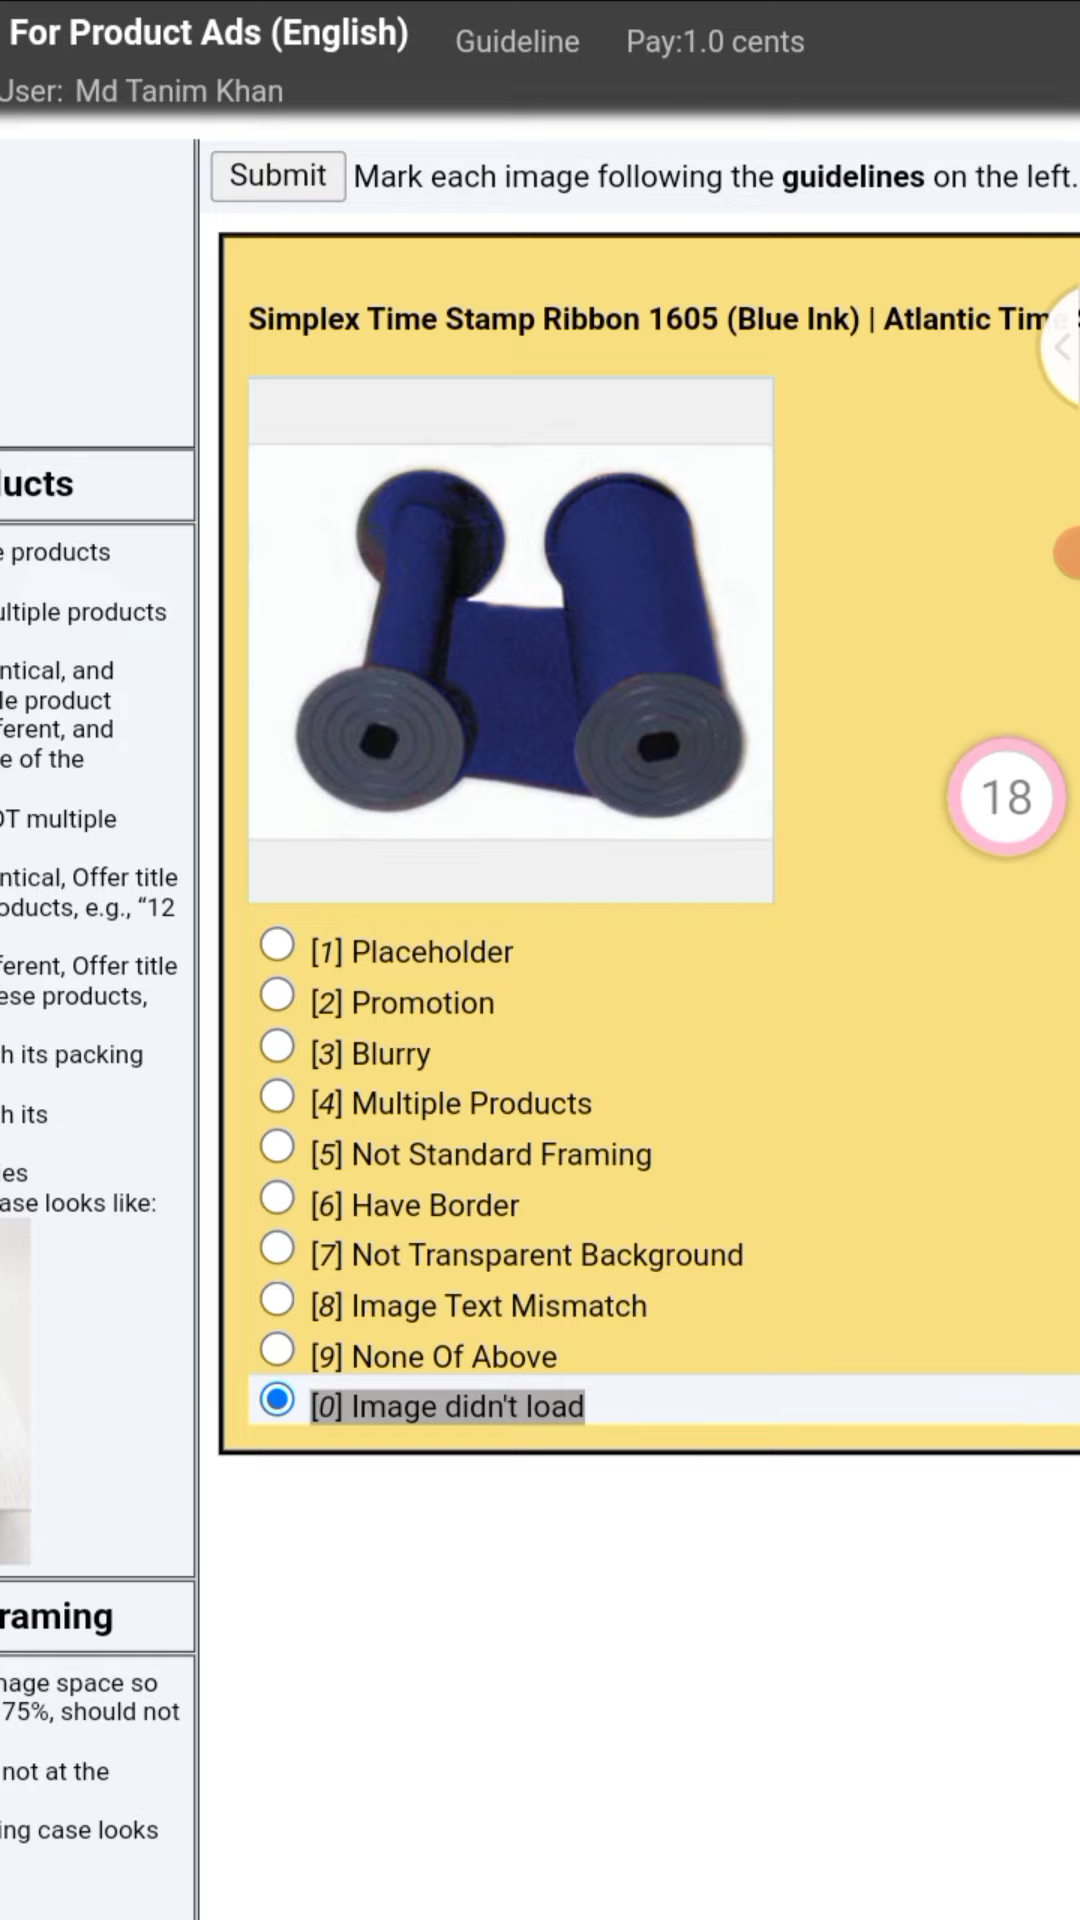 For Product Ads (English) Guideline Pay:1.0 cents
User: Md Tanim Khan
Submit Mark each image following the guidelines on the left.
Simplex Time Stamp Ribbon 1605 (Blue Ink) | Atlantic Time
18
[1] Placeholder
[2] Promotion
[3] Blurry
[4] Multiple Products
[5] Not Standard Framing
[6] Have Border
[7] Not Transparent Background
[8] Image Text Mismatch
[9] None Of Above
[0] Image didn't load
ducts
e products
ultiple products
ntical, and
le product
ferent, and
e of the
OT multiple
ntical, Offer title
oducts, e.g., “12
ferent, Offer title
ese products,
h its packing
h its
ies
ase looks like:
raming
mage space so
75%, should not
not at the
ing case looks